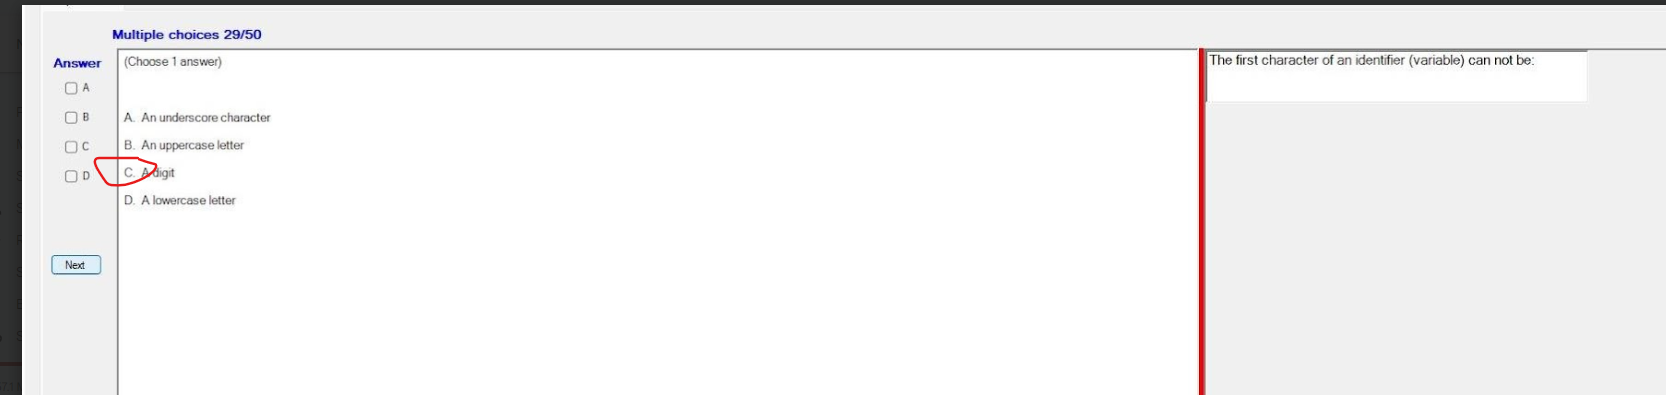 Multiple choices 29/50
Answer
(Choose 1 answer)
The first character of an identifier (variable) can not be:
A
B
C
D
A. An underscore character
B. An uppercase letter
C. A digit
D. A lowercase letter
Next